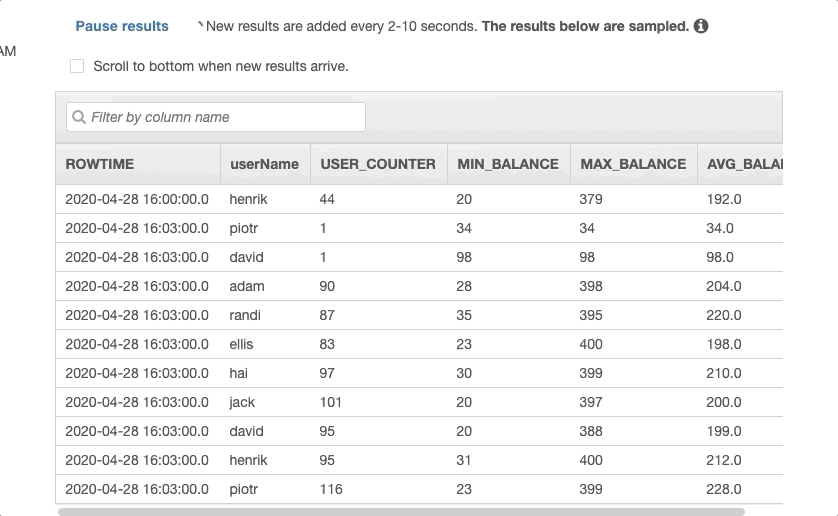 Pause results New results are added every 2-10 seconds. The results below are sampled.
AM
Scroll to bottom when new results arrive.
Filter by column name
ROWTIME userName USER_COUNTER MIN_BALANCE MAX_BALANCE AVG_BALA
2020-04-28 16:00:00.0 henrik 44 20 379 192.0
2020-04-28 16:03:00.0 piotr 1 34 34 34.0
2020-04-28 16:03:00.0 david 1 98 98 98.0
2020-04-28 16:03:00.0 adam 90 28 398 204.0
2020-04-28 16:03:00.0 randi 87 35 395 220.0
2020-04-28 16:03:00.0 ellis 83 23 400 198.0
2020-04-28 16:03:00.0 hai 97 30 399 210.0
2020-04-28 16:03:00.0 jack 101 20 397 200.0
2020-04-28 16:03:00.0 david 95 20 388 199.0
2020-04-28 16:03:00.0 henrik 95 31 400 212.0
2020-04-28 16:03:00.0 piotr 116 23 399 228.0